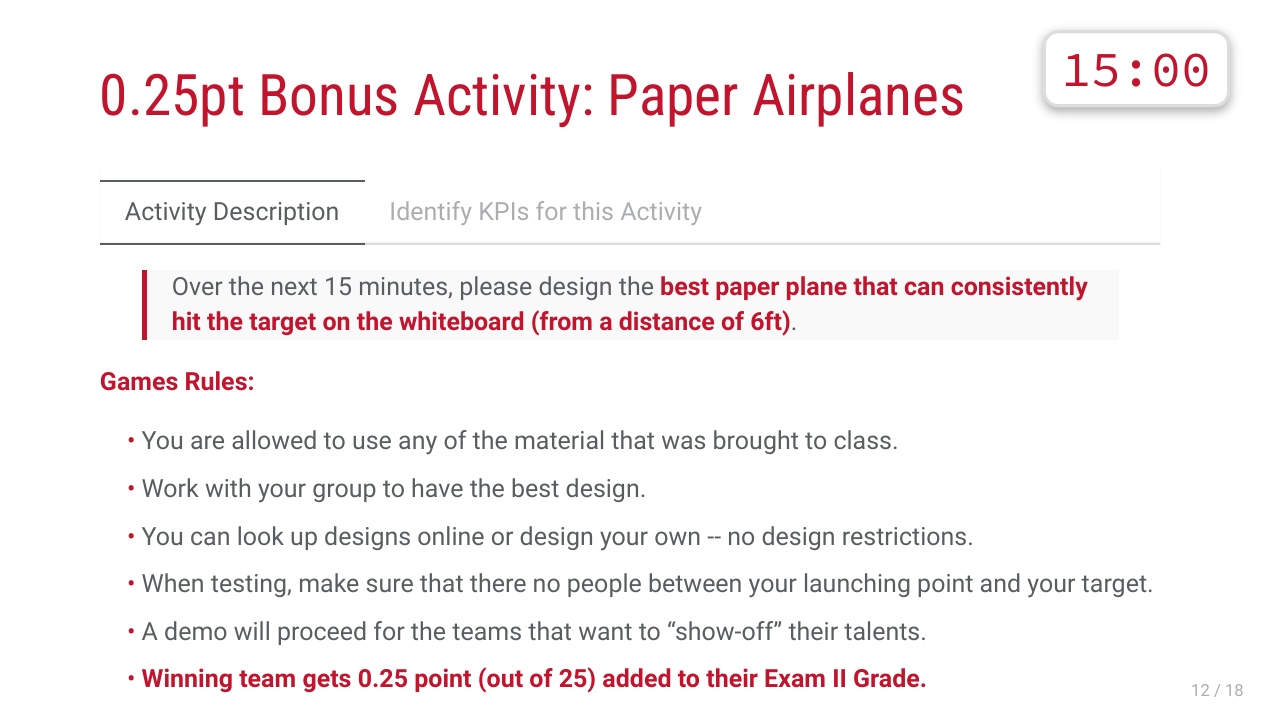 0.25pt Bonus Activity: Paper Airplanes
15:00
Activity Description
Identify KPIs for this Activity
Over the next 15 minutes, please design the best paper plane that can consistently
hit the target on the whiteboard (from a distance of 6ft).
Games Rules:
• You are allowed to use any of the material that was brought to class.
• Work with your group to have the best design.
• You can look up designs online or design your own -- no design restrictions.
• When testing, make sure that there no people between your launching point and your target.
• A demo will proceed for the teams that want to “show-off” their talents.
• Winning team gets 0.25 point (out of 25) added to their Exam II Grade.
12 / 18